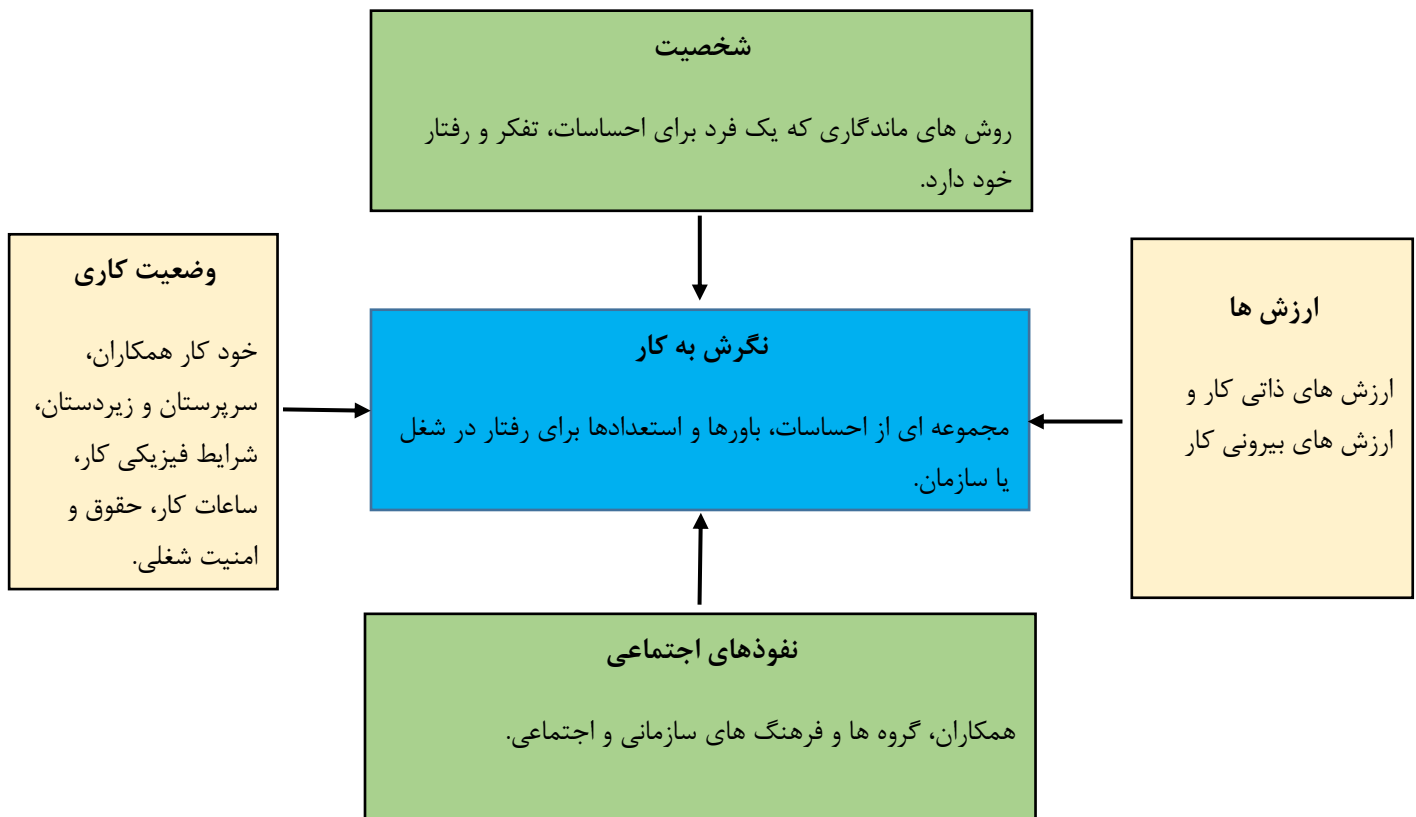 شخصیت
روش های ماندگاری که یک فرد برای احساسات، تفکر و رفتار
خود دارد.
ارزش ها
ارزش های ذاتی کار و
ارزش های بیرونی کار
نگرش به کار
مجموعه ای از احساسات، باورها و استعدادها برای رفتار در شغل
یا سازمان.
وضعیت کاری
خود کار همکاران،
سرپرستان و زیردستان،
شرایط فیزیکی کار،
ساعات کار، حقوق و
امنیت شغلی.
نفوذهای اجتماعی
همکاران، گروه ها و فرهنگ های سازمانی و اجتماعی.